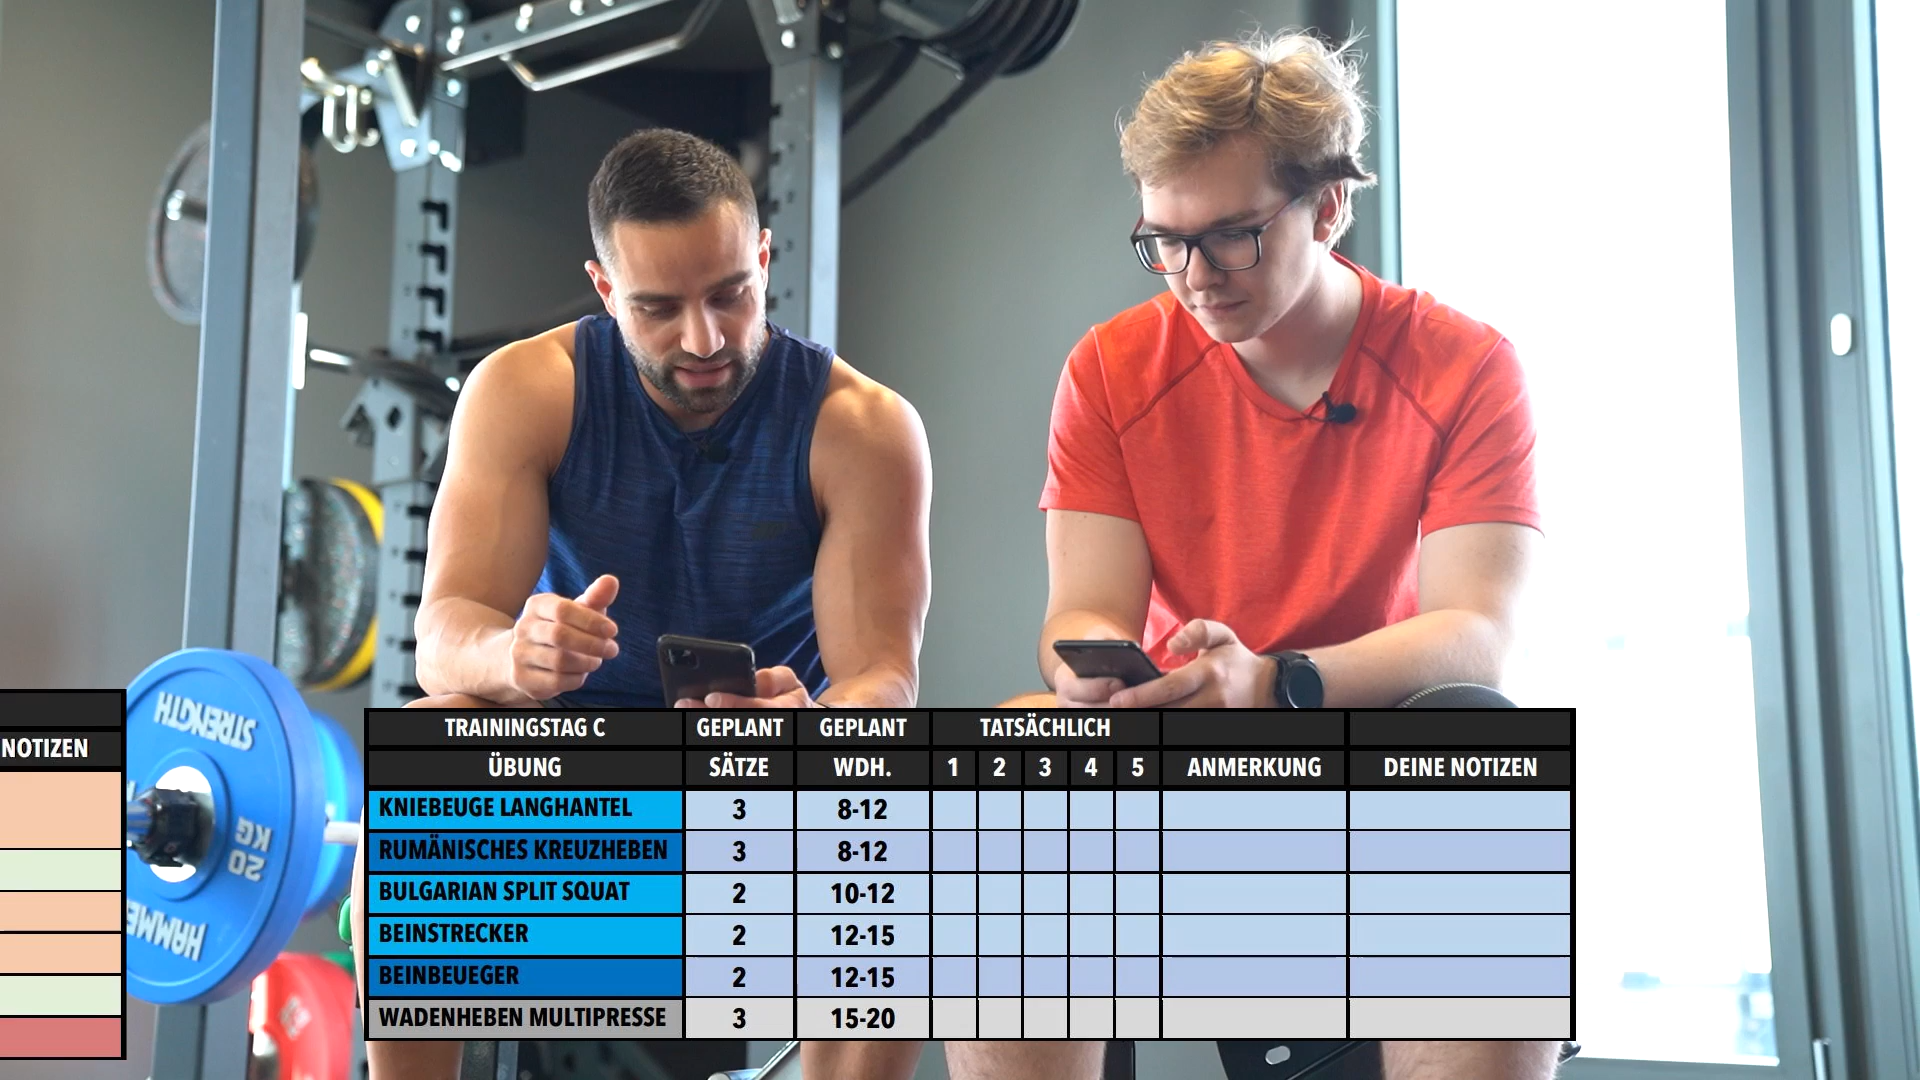 STRENGTH
20
KG
HAMMER
NOTIZEN
TRAININGSTAG C GEPLANT GEPLANT TATSÄCHLICH
ÜBUNG SÄTZE WDH. 1 2 3 4 5 ANMERKUNG DEINE NOTIZEN
KNIEBEUGE LANGHANTEL 3 8-12
RUMÄNISCHES KREUZHEBEN 3 8-12
BULGARIAN SPLIT SQUAT 2 10-12
BEINSTRECKER 2 12-15
BEINBEUEGER 2 12-15
WADENHEBEN MULTIPRESSE 3 15-20